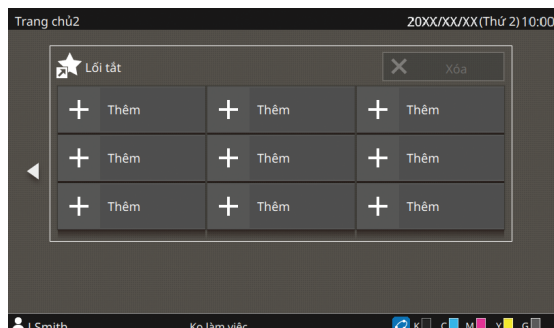 Trang chủ2 20XX/XX/XX(Thứ 2)10:00
Lối tắt Xóa
Thêm Thêm Thêm
Thêm Thêm Thêm
Thêm Thêm Thêm
J.Smith Ko làm việc K C M Y G